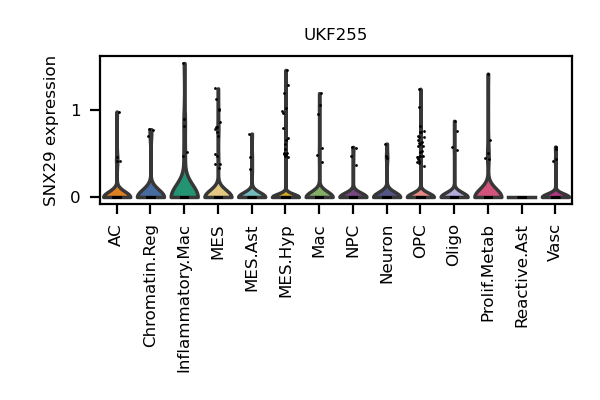 UKF255
SNX29 expression
1
0
AC
Chromatin.Reg
Inflammatory.Mac
MES
MES.Ast
MES.Hyp
Mac
NPC
Neuron
OPC
Oligo
Prolif.Metab
Reactive.Ast
Vasc